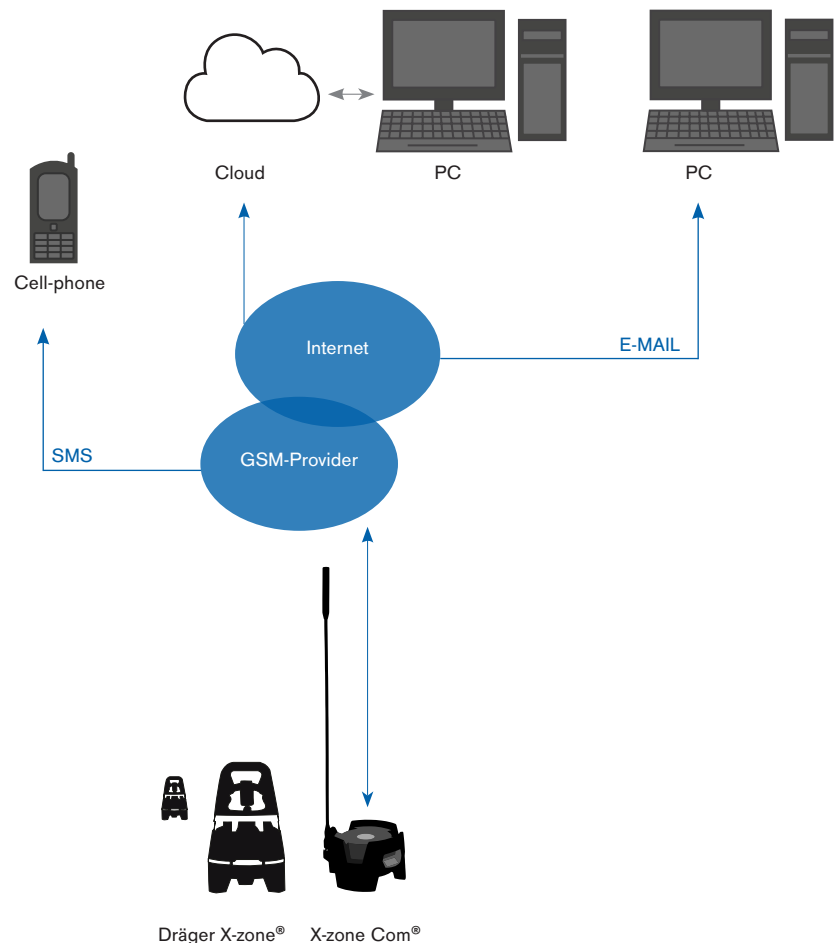 Cloud
PC
PC
Cell-phone
Internet
E-MAIL
SMS
GSM-Provider
Dräger X-zone®
X-zone Com®